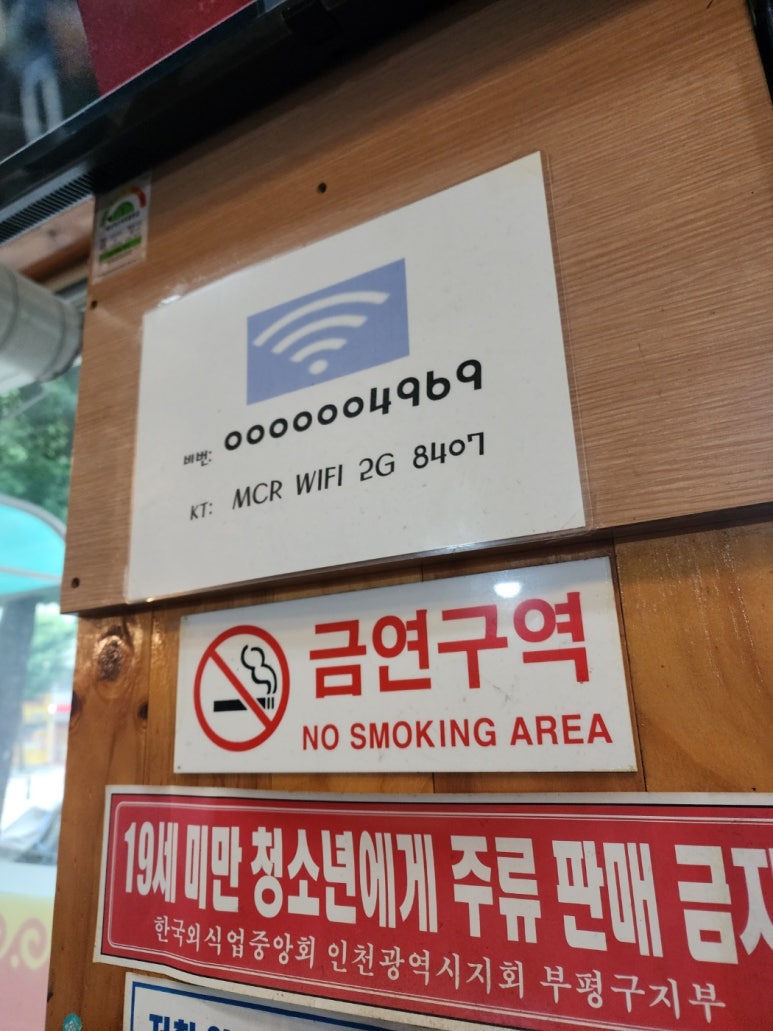 비번: 0000004969
KT: MCR WIFI 2G 8407
금연구역
NO SMOKING AREA
19세 미만 청소년에게 주류 판매 금지
한국외식업중앙회 인천광역시지회 부평구지부